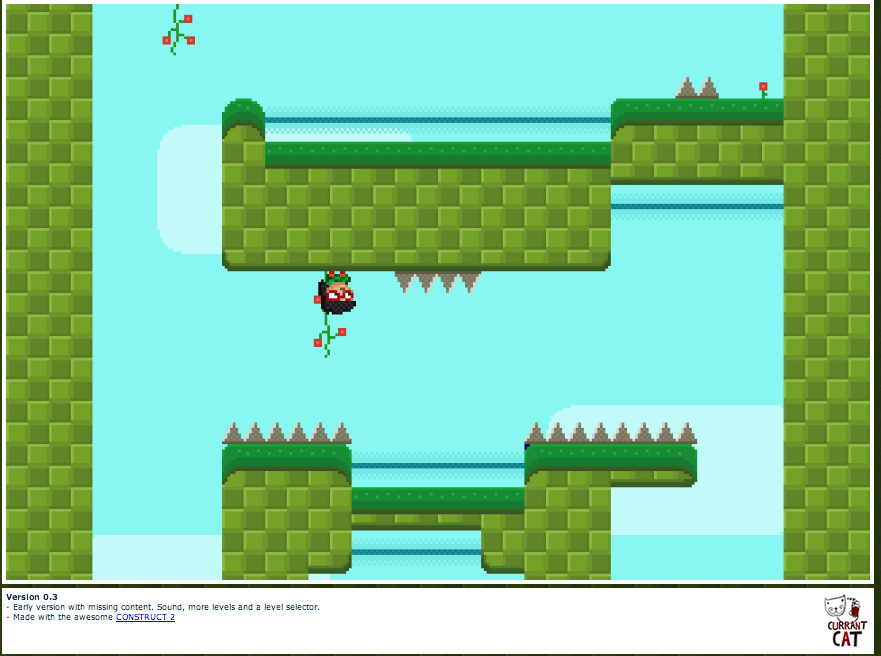 Version 0.3
- Early version with missing content. Sound, more levels and a level selector.
- Made with the awesome CONSTRUCT 2
CURRANT
CAT